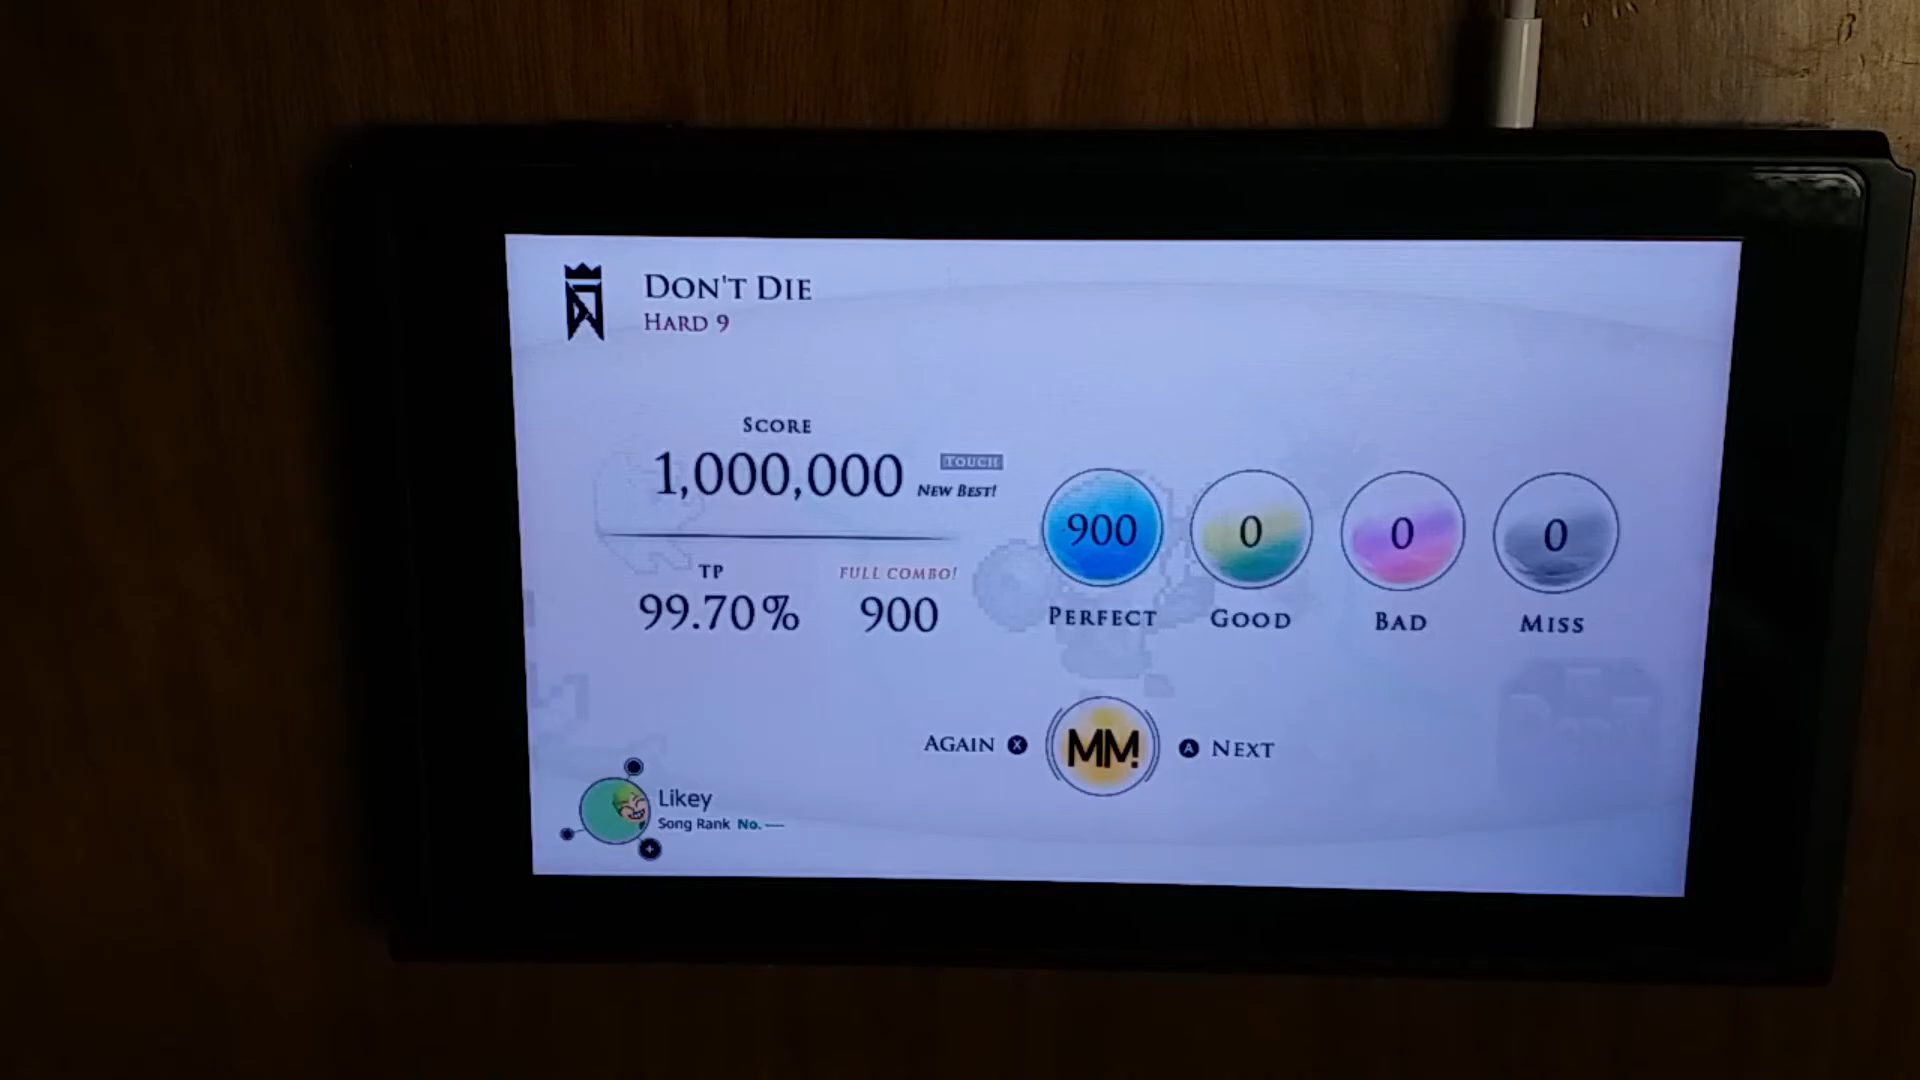 DON'T DIE
HARD 9
SCORE
1,000,000
TOUCH
NEW BEST!
TP
99.70%
FULL COMBO!
900
900
0
0
0
PERFECT
GOOD
BAD
MISS
AGAIN X
MM!
A NEXT
Likey
Song Rank No. ---